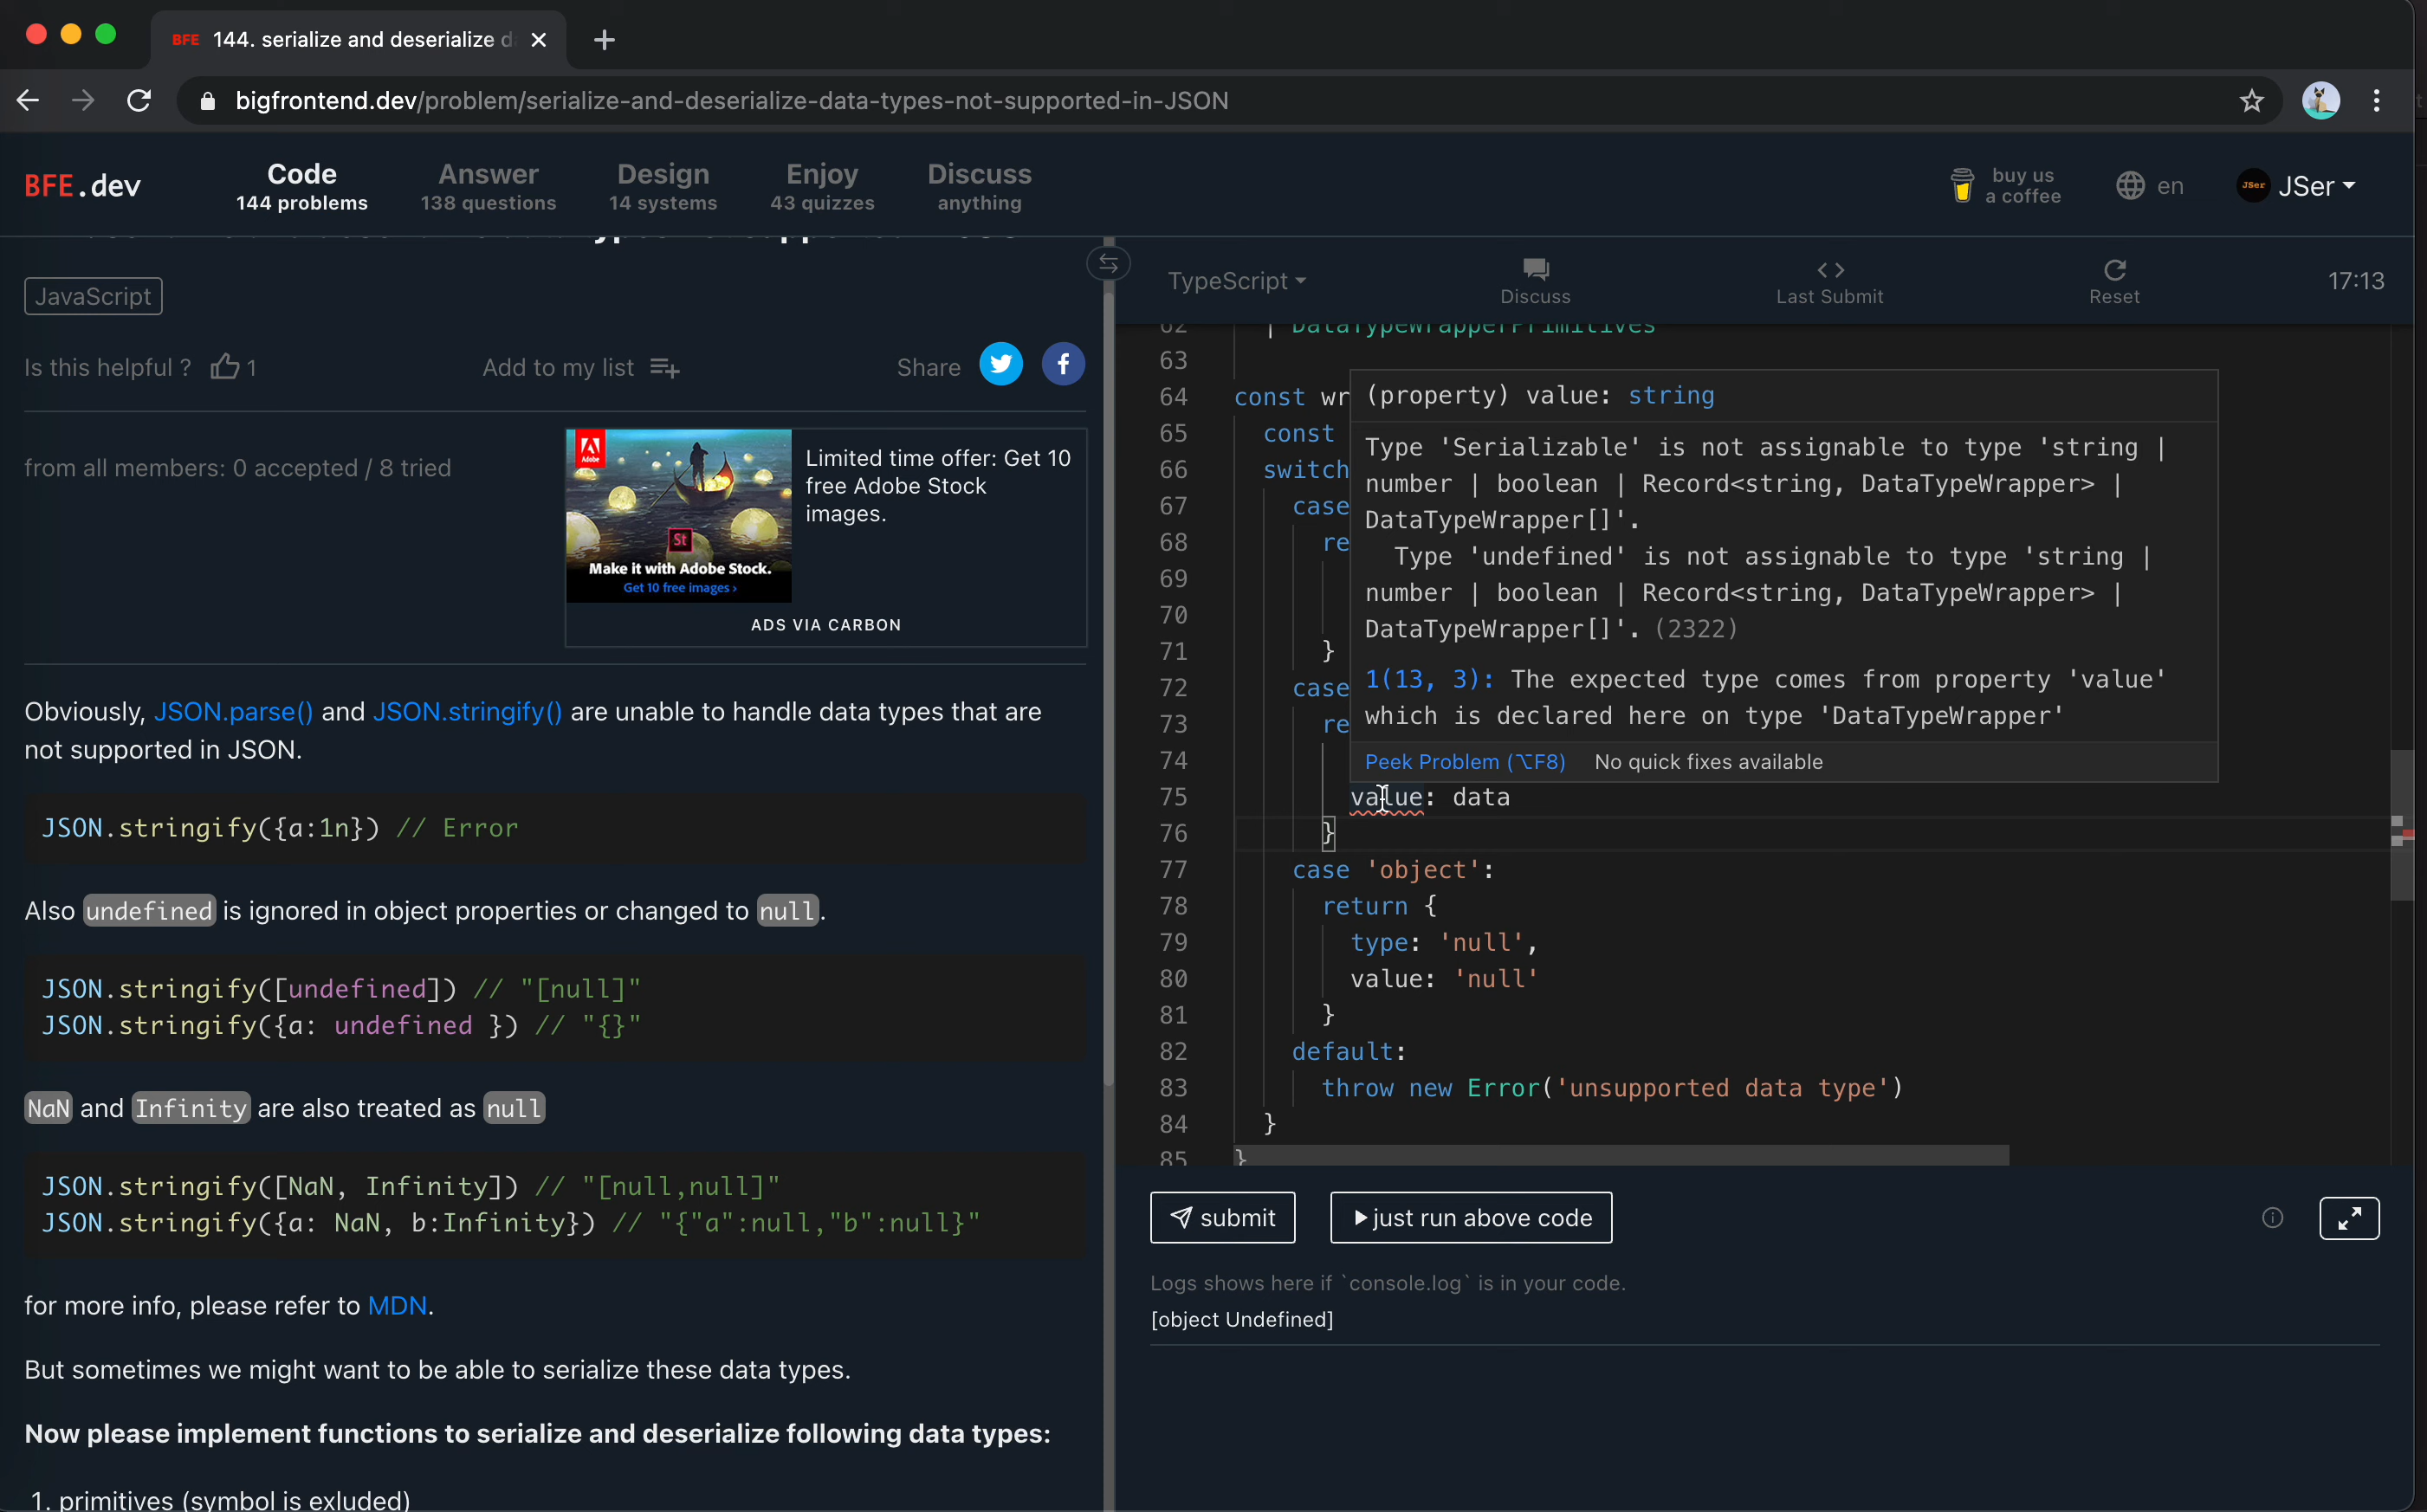 BFE 144. serialize and deserialize d
bigfrontend.dev/problem/serialize-and-deserialize-data-types-not-supported-in-JSON
BFE.dev
Code
144 problems
Answer
138 questions
Design
14 systems
Enjoy
43 quizzes
Discuss
anything
buy us
a coffee
en
JSer
JSer
JavaScript
Is this helpful ? 1
Add to my list
Share
from all members: 0 accepted / 8 tried
Adobe
St
Make it with Adobe Stock.
Get 10 free images ›
Limited time offer: Get 10
free Adobe Stock
images.
ADS VIA CARBON
Obviously, JSON.parse() and JSON.stringify() are unable to handle data types that are
not supported in JSON.
JSON.stringify({a:1n}) // Error
Also undefined is ignored in object properties or changed to null.
JSON.stringify([undefined]) // "[null]"
JSON.stringify({a: undefined }) // "{}"
NaN and Infinity are also treated as null
JSON.stringify([NaN, Infinity]) // "[null,null]"
JSON.stringify({a: NaN, b:Infinity}) // "{"a":null,"b":null}"
for more info, please refer to MDN.
But sometimes we might want to be able to serialize these data types.
Now please implement functions to serialize and deserialize following data types:
1. primitives (symbol is exluded)
TypeScript
Discuss
Last Submit
Reset
17:13
62 | DataTypeWrapperPrimitives
63
64 const wr
65 const
66 switch
67 case
68 re
69
70
71 }
72 case
73 re
74
(property) value: string
Type 'Serializable' is not assignable to type 'string |
number | boolean | Record<string, DataTypeWrapper> |
DataTypeWrapper[]'.
Type 'undefined' is not assignable to type 'string |
number | boolean | Record<string, DataTypeWrapper> |
DataTypeWrapper[]'. (2322)
1(13, 3): The expected type comes from property 'value'
which is declared here on type 'DataTypeWrapper'
Peek Problem (⌥F8) No quick fixes available
75 value: data
76 }
77 case 'object':
78 return {
79 type: 'null',
80 value: 'null'
81 }
82 default:
83 throw new Error('unsupported data type')
84 }
85 }
submit
just run above code
Logs shows here if `console.log` is in your code.
[object Undefined]